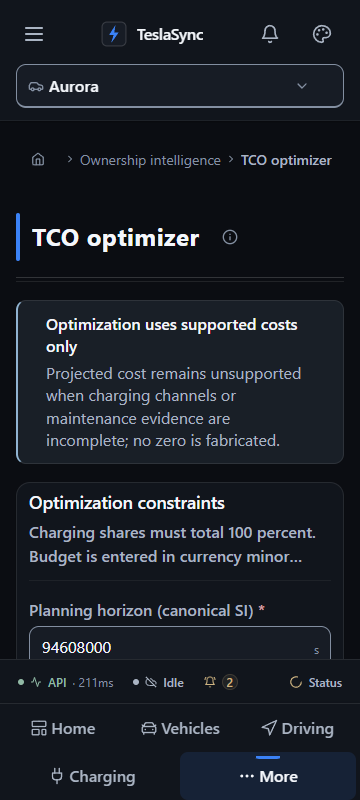 TeslaSync
Aurora
Ownership intelligence
TCO optimizer
TCO optimizer
Optimization uses supported costs
only
Projected cost remains unsupported
when charging channels or
maintenance evidence are
incomplete; no zero is fabricated.
Optimization constraints
Charging shares must total 100 percent.
Budget is entered in currency minor...
Planning horizon (canonical SI) *
94608000 s
API · 211ms Idle 2 Status
Home Vehicles Driving
Charging More